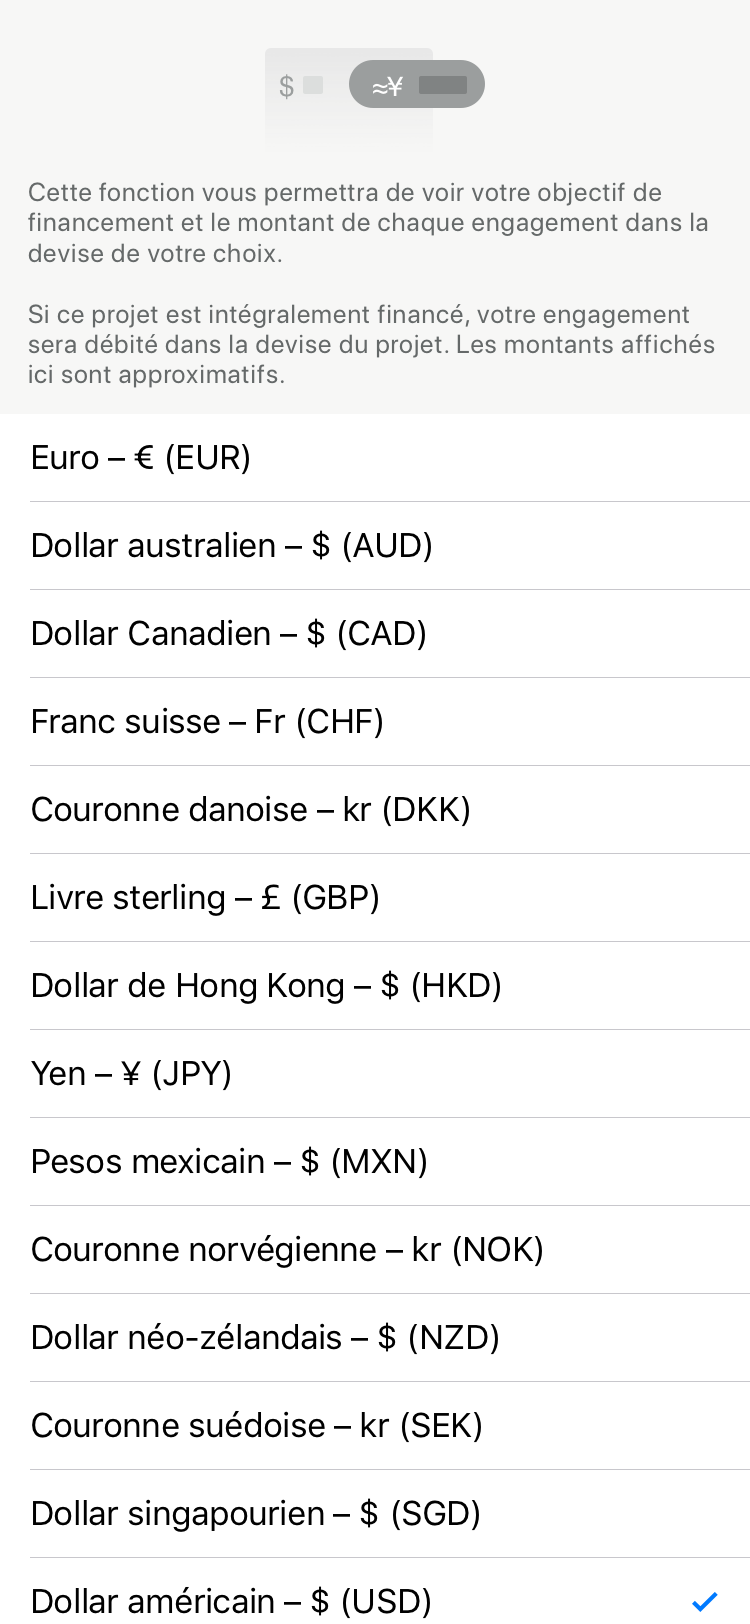 $ ≈¥
Cette fonction vous permettra de voir votre objectif de
financement et le montant de chaque engagement dans la
devise de votre choix.
Si ce projet est intégralement financé, votre engagement
sera débité dans la devise du projet. Les montants affichés
ici sont approximatifs.
Euro – € (EUR)
Dollar australien – $ (AUD)
Dollar Canadien – $ (CAD)
Franc suisse – Fr (CHF)
Couronne danoise – kr (DKK)
Livre sterling – £ (GBP)
Dollar de Hong Kong – $ (HKD)
Yen – ¥ (JPY)
Pesos mexicain – $ (MXN)
Couronne norvégienne – kr (NOK)
Dollar néo-zélandais – $ (NZD)
Couronne suédoise – kr (SEK)
Dollar singapourien – $ (SGD)
Dollar américain – $ (USD)